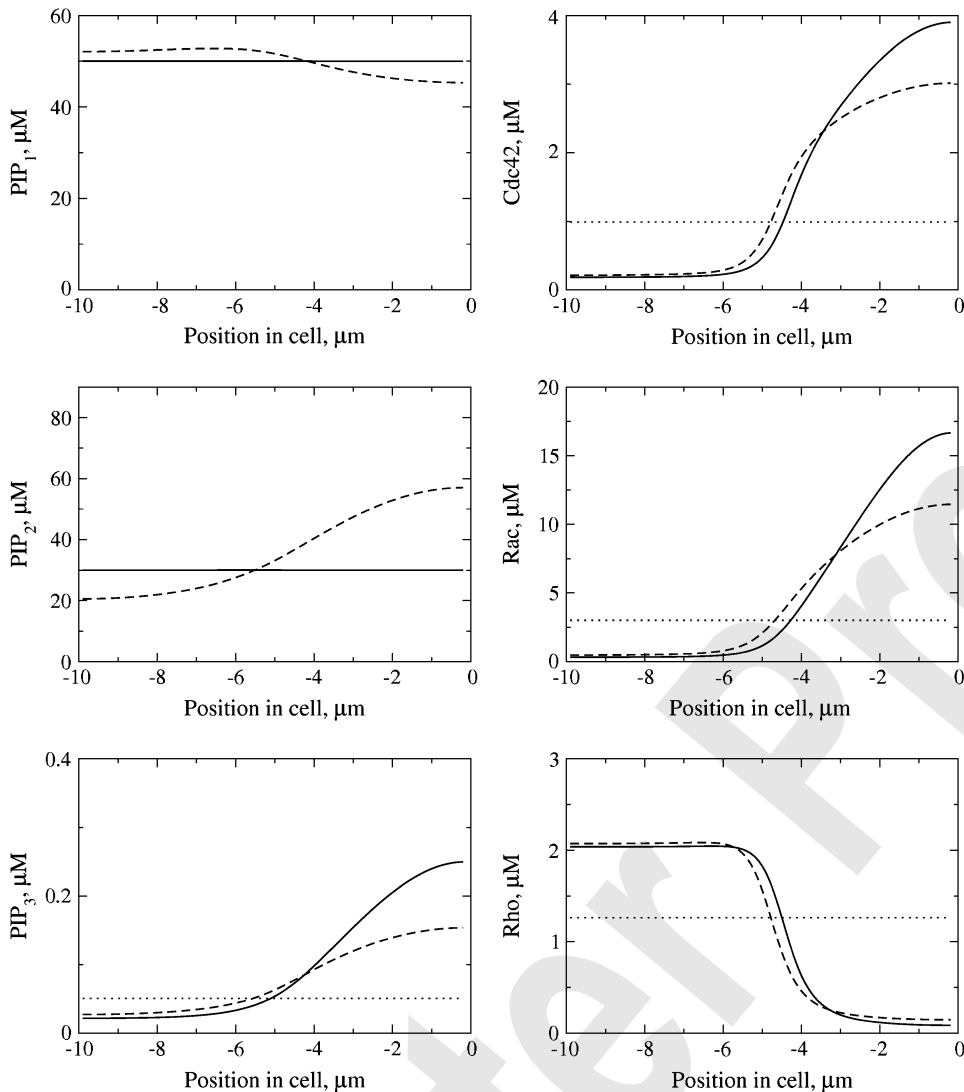 60
40
20
0
PIP1, μM
-10 -8 -6 -4 -2 0
Position in cell, μm
4
2
0
Cdc42, μM
-10 -8 -6 -4 -2 0
Position in cell, μm
80
60
40
20
0
PIP2, μM
-10 -8 -6 -4 -2 0
Position in cell, μm
20
15
10
5
0
Rac, μM
-10 -8 -6 -4 -2 0
Position in cell, μm
0.4
0.2
0
PIP3, μM
-10 -8 -6 -4 -2 0
Position in cell, μm
3
2
1
0
Rho, μM
-10 -8 -6 -4 -2 0
Position in cell, μm